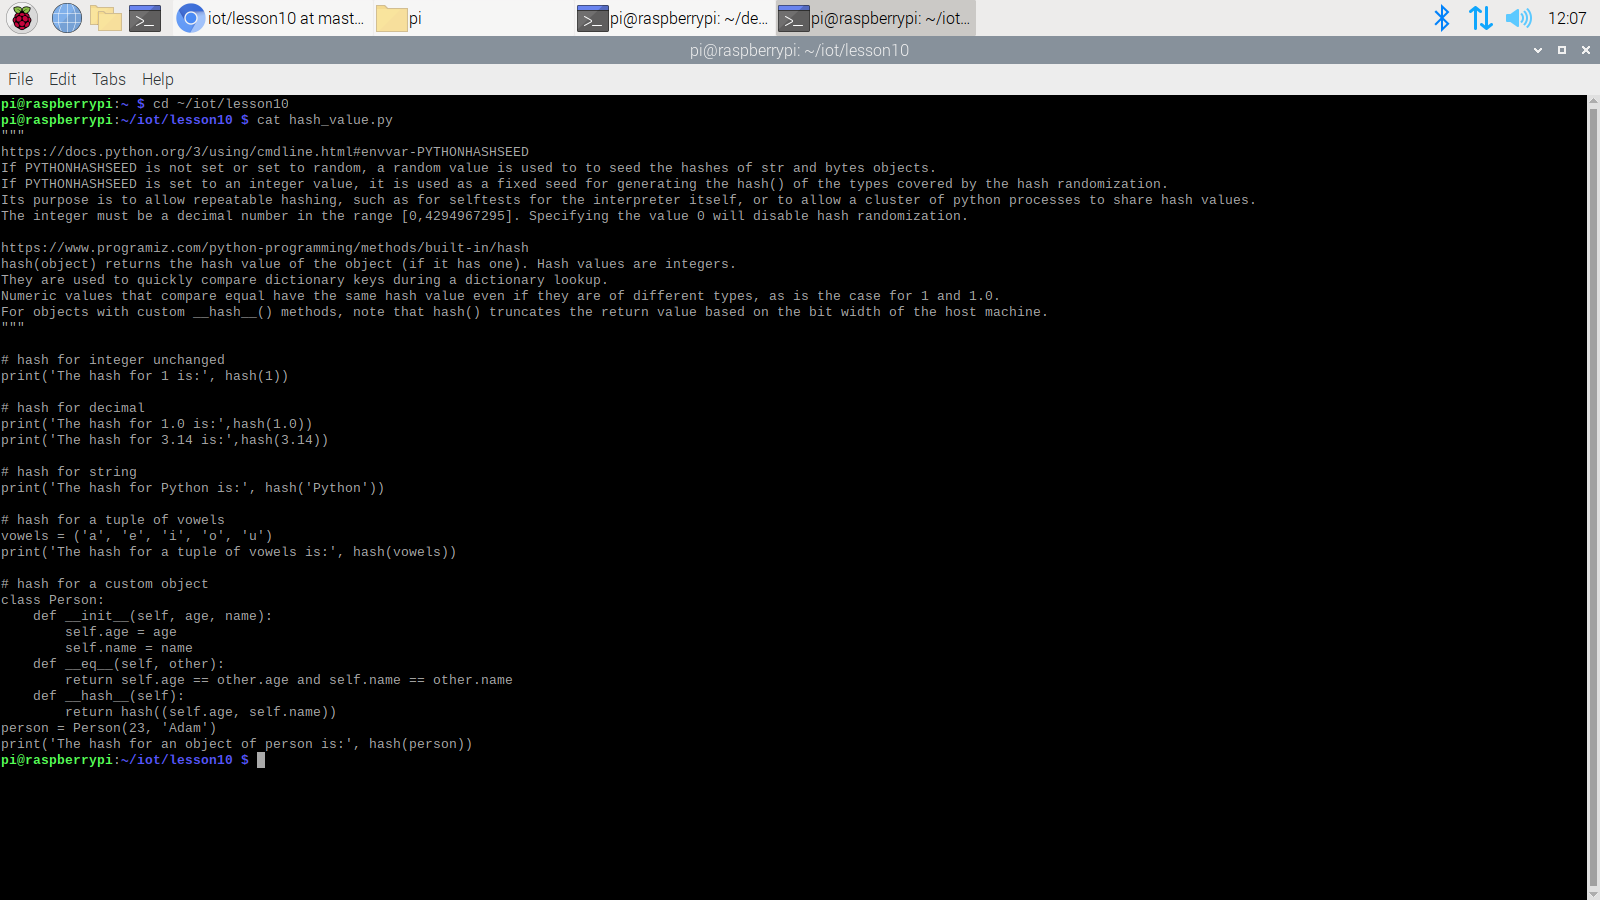 iot/lesson10 at mast...
pi
pi@raspberrypi: ~/de...
pi@raspberrypi: ~/iot...
12:07
pi@raspberrypi: ~/iot/lesson10
File Edit Tabs Help
pi@raspberrypi:~ $ cd ~/iot/lesson10
pi@raspberrypi:~/iot/lesson10 $ cat hash_value.py
"""
https://docs.python.org/3/using/cmdline.html#envvar-PYTHONHASHSEED
If PYTHONHASHSEED is not set or set to random, a random value is used to to seed the hashes of str and bytes objects.
If PYTHONHASHSEED is set to an integer value, it is used as a fixed seed for generating the hash() of the types covered by the hash randomization.
Its purpose is to allow repeatable hashing, such as for selftests for the interpreter itself, or to allow a cluster of python processes to share hash values.
The integer must be a decimal number in the range [0,4294967295]. Specifying the value 0 will disable hash randomization.

https://www.programiz.com/python-programming/methods/built-in/hash
hash(object) returns the hash value of the object (if it has one). Hash values are integers.
They are used to quickly compare dictionary keys during a dictionary lookup.
Numeric values that compare equal have the same hash value even if they are of different types, as is the case for 1 and 1.0.
For objects with custom __hash__() methods, note that hash() truncates the return value based on the bit width of the host machine.
"""

# hash for integer unchanged
print('The hash for 1 is:', hash(1))

# hash for decimal
print('The hash for 1.0 is:',hash(1.0))
print('The hash for 3.14 is:',hash(3.14))

# hash for string
print('The hash for Python is:', hash('Python'))

# hash for a tuple of vowels
vowels = ('a', 'e', 'i', 'o', 'u')
print('The hash for a tuple of vowels is:', hash(vowels))

# hash for a custom object
class Person:
    def __init__(self, age, name):
        self.age = age
        self.name = name
    def __eq__(self, other):
        return self.age == other.age and self.name == other.name
    def __hash__(self):
        return hash((self.age, self.name))
person = Person(23, 'Adam')
print('The hash for an object of person is:', hash(person))
pi@raspberrypi:~/iot/lesson10 $